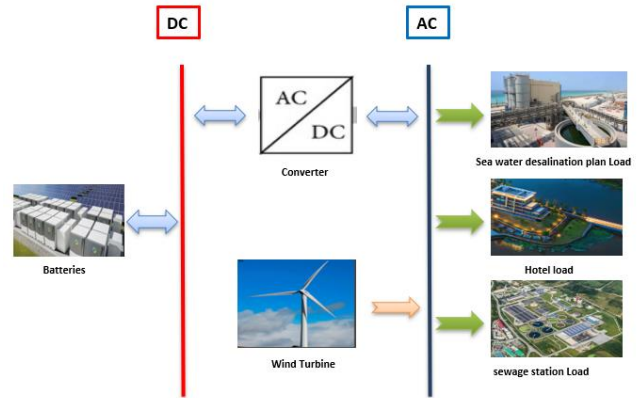 DC
AC
AC
DC
Sea water desalination plan Load
Converter
Batteries
Hotel load
Wind Turbine
sewage station Load